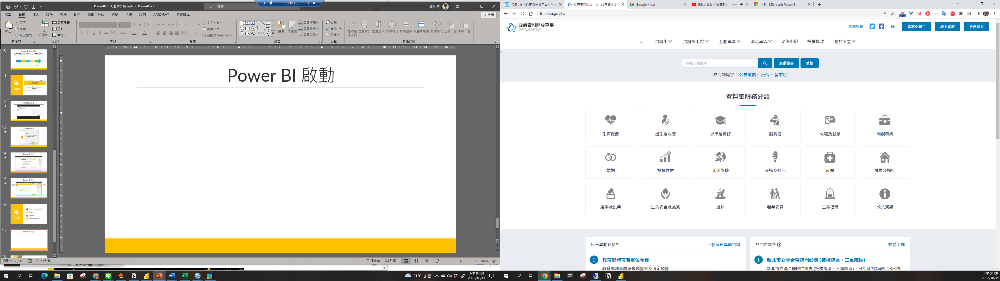 PowerBI Ch1_基本介紹.pptx - PowerPoint
搜尋
140.138.1...
啟倫 洪
檔案 常用 插入 設計 轉場 動畫 投影片放映 校閱 檢視 說明 ACROBAT 分鏡腳本
共用
貼上
剪下
複製
複製格式
新
投影片
版面配置
重設
章節
文字方向
對齊文字
轉換成 SmartArt
排列
快速樣
式
圖案填滿
圖案外框
圖案效果
尋找
取代
選取
色彩選
擇工具
垂直均分 垂直置中 水平均分 水平置中 投影片母片 物件格式 上移一層 下移一層
剪貼簿 投影片 字型 段落 繪圖 編輯 新增群組
10
11
12
13
14
15
16
17
18
Power BI 啟動
投影片 17 / 18 中文 (台灣)
備忘稿 註解
106%
21°C 多雲
下午 04:09
2022/10/11
[08] : 好用的資料分析工具 ~ Mic
政府資料開放平臺 | 政府資料開放
Google Meet
Eric周興哲《相信愛》-《一
下載 | Microsoft Power BI
data.gov.tw
NEW
政府資料開放平臺
DATA.GOV.TW
網站導覽
EN
客服小幫手
線上客服
會員登入
資料集 資料故事館 互動專區 消息專區 諮詢小組 授權條款 關於平臺
請輸入關鍵字
進階搜尋
重設
熱門關鍵字： 公告地價、 疫情、 營業稅
資料集服務分類
生育保健 出生及收養 求學及進修 服兵役 求職及就業 開創事業
婚姻 投資理財 休閒旅遊 交通及通訊 就醫 購屋及遷徙
選舉及投票 生活安全及品質 退休 老年安養 生命禮儀 公共資訊
每日異動資料集 下載每日異動資料
1 教育部體育署單位預算
教育部體育署單位預算案及法定預算
熱門資料集 查看全部
1 新北市立聯合醫院門診表 (板橋院區、三重院區)
新北市立聯合醫院門診表 (板橋院區、三重院區)，日期區間為最近28日內
下午 04:09
2022/10/11